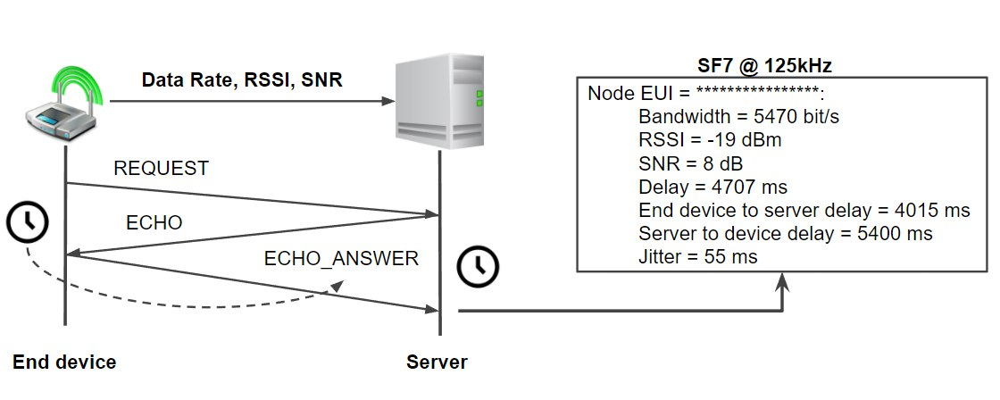 SF7 @ 125kHz
Data Rate, RSSI, SNR
Node EUI = ****************:
Bandwidth = 5470 bit/s
RSSI = -19 dBm
SNR = 8 dB
Delay = 4707 ms
End device to server delay = 4015 ms
Server to device delay = 5400 ms
Jitter = 55 ms
REQUEST
ECHO
ECHO_ANSWER
End device
Server